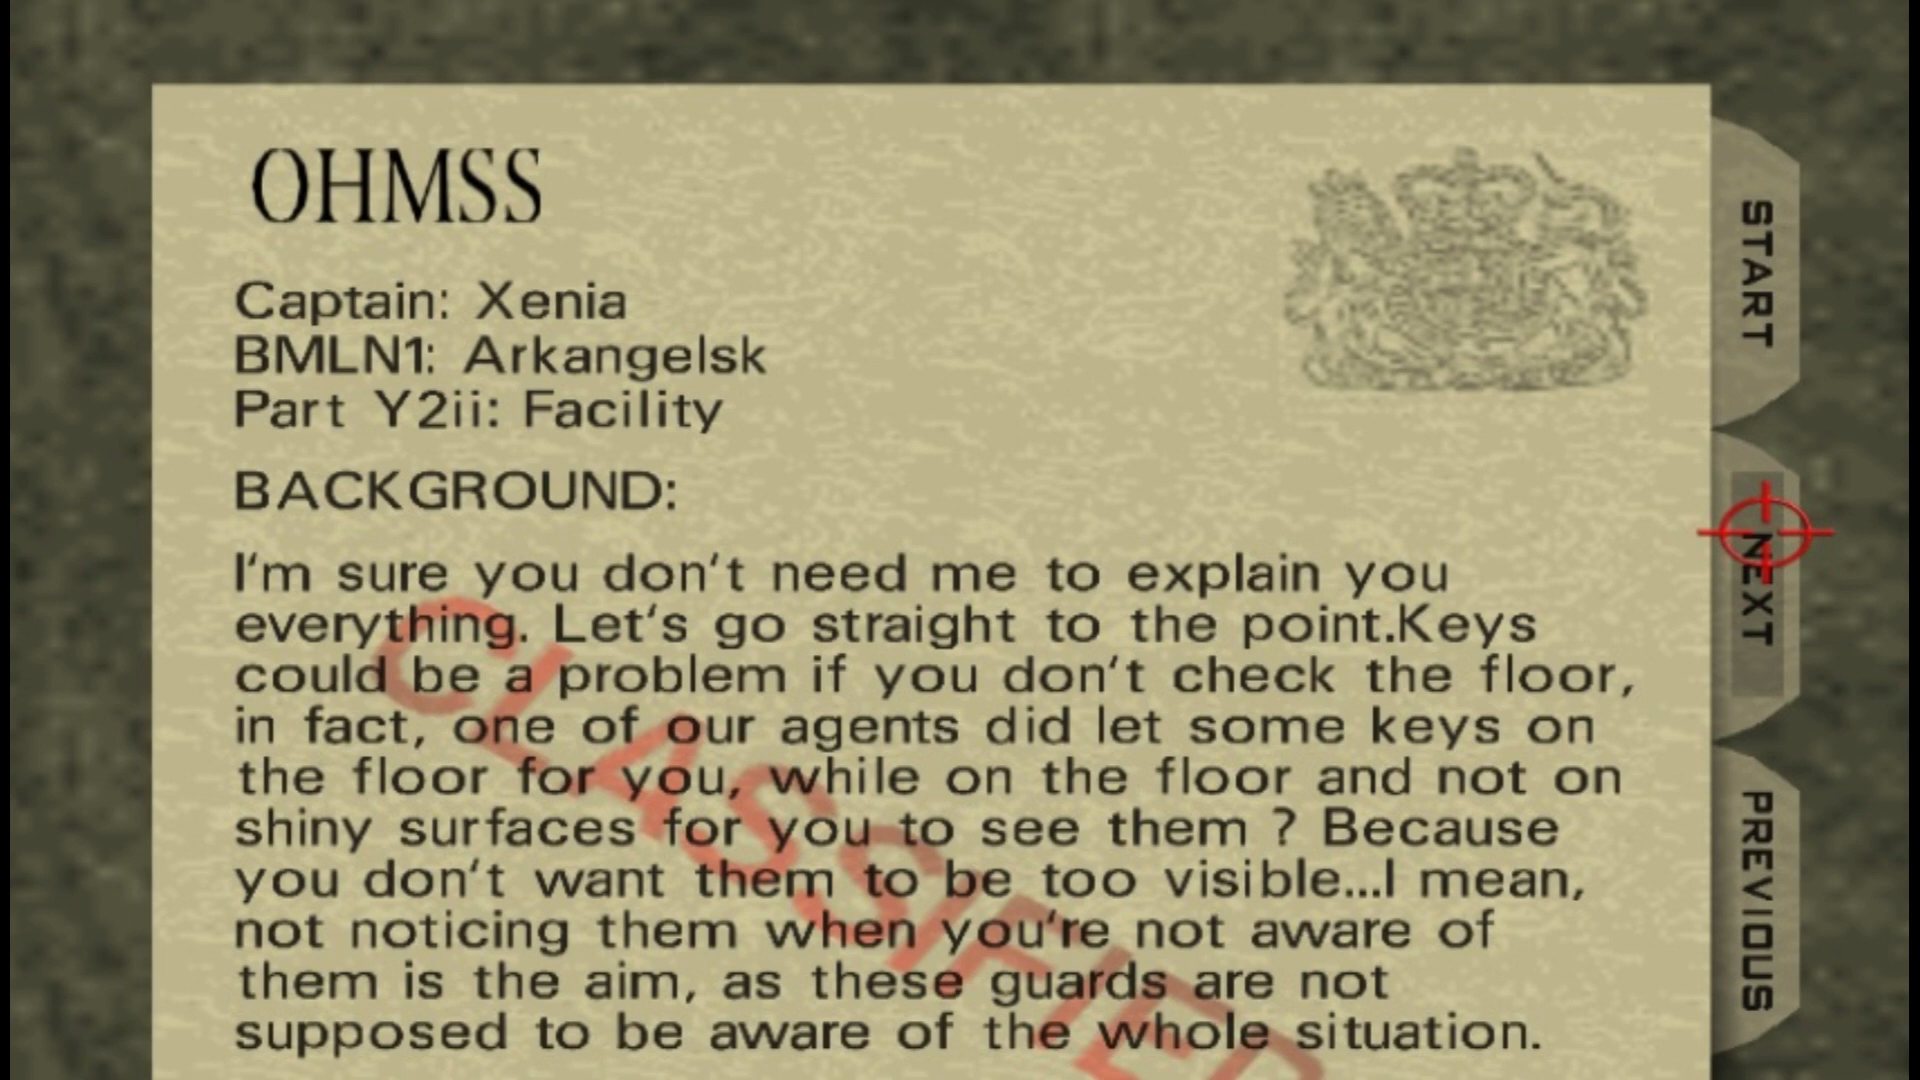 OHMSS
Captain: Xenia
BMLN1: Arkangelsk
Part Y2ii: Facility
BACKGROUND:
I'm sure you don't need me to explain you
everything. Let's go straight to the point.Keys
could be a problem if you don't check the floor,
in fact, one of our agents did let some keys on
the floor for you, while on the floor and not on
shiny surfaces for you to see them ? Because
you don't want them to be too visible...I mean,
not noticing them when you're not aware of
them is the aim, as these guards are not
supposed to be aware of the whole situation.
CLASSIFIED
START
NEXT
PREVIOUS